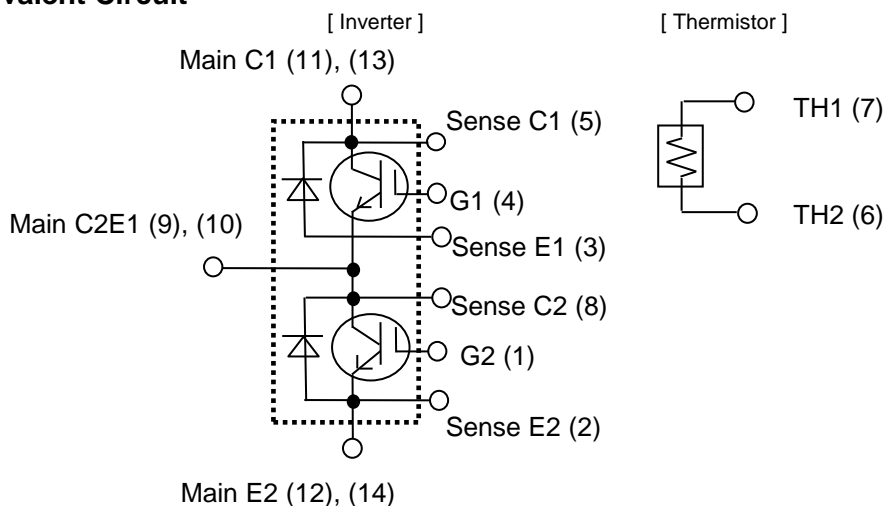 [ Inverter ]
[ Thermistor ]
Main C1 (11), (13)
Sense C1 (5)
TH1 (7)
G1 (4)
Main C2E1 (9), (10)
TH2 (6)
Sense E1 (3)
Sense C2 (8)
G2 (1)
Sense E2 (2)
Main E2 (12), (14)